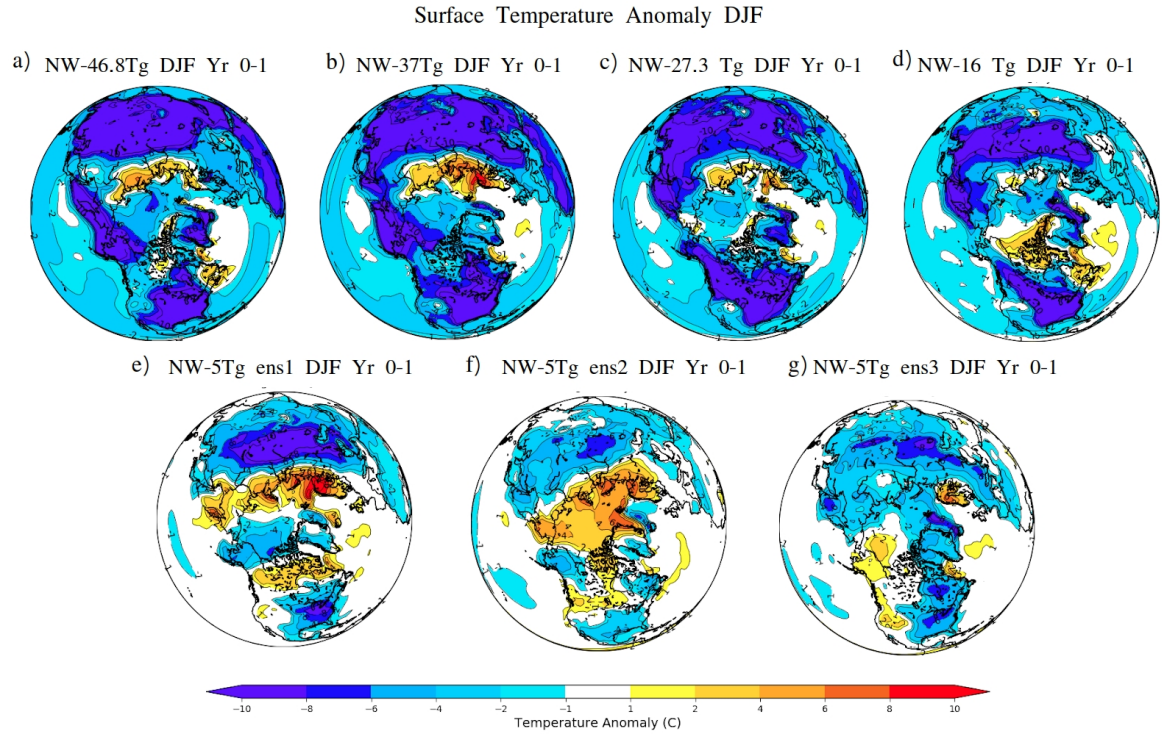 Surface Temperature Anomaly DJF
a) NW-46.8Tg DJF Yr 0-1
b) NW-37Tg DJF Yr 0-1
c) NW-27.3 Tg DJF Yr 0-1
d) NW-16 Tg DJF Yr 0-1
e) NW-5Tg ens1 DJF Yr 0-1
f) NW-5Tg ens2 DJF Yr 0-1
g) NW-5Tg ens3 DJF Yr 0-1
−10 −8 −6 −4 −2 −1 1 2 4 6 8 10
Temperature Anomaly (C)